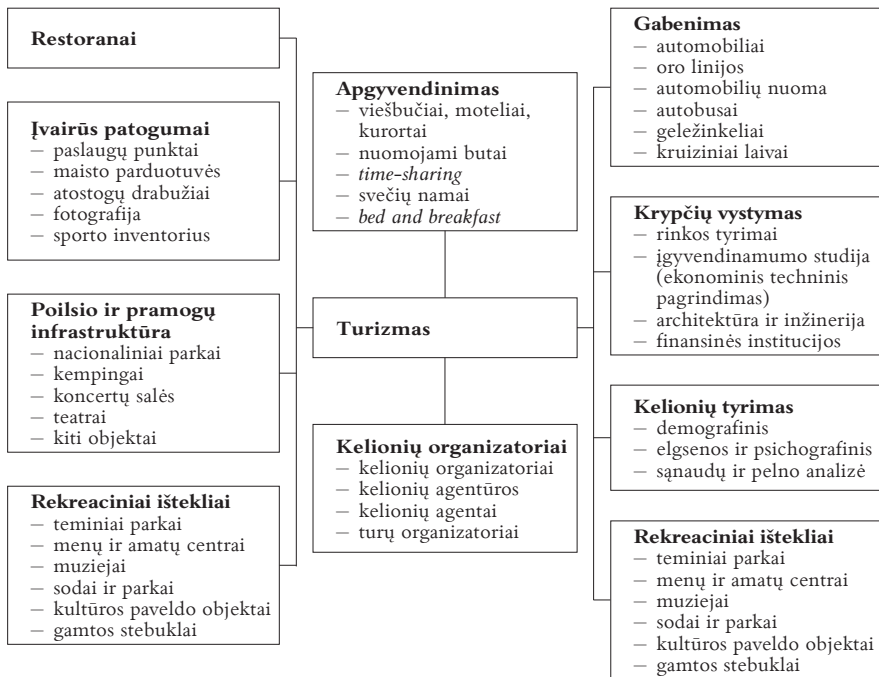 Restoranai
Įvairūs patogumai
– paslaugų punktai
– maisto parduotuvės
– atostogų drabužiai
– fotografija
– sporto inventorius
Poilsio ir pramogų
infrastruktūra
– nacionaliniai parkai
– kempingai
– koncertų salės
– teatrai
– kiti objektai
Rekreaciniai ištekliai
– teminiai parkai
– menų ir amatų centrai
– muziejai
– sodai ir parkai
– kultūros paveldo objektai
– gamtos stebuklai
Apgyvendinimas
– viešbučiai, moteliai,
kurortai
– nuomojami butai
– time-sharing
– svečių namai
– bed and breakfast
Turizmas
Kelionių organizatoriai
– kelionių organizatoriai
– kelionių agentūros
– kelionių agentai
– turų organizatoriai
Gabenimas
– automobiliai
– oro linijos
– automobilių nuoma
– autobusai
– geležinkeliai
– kruiziniai laivai
Krypčių vystymas
– rinkos tyrimai
– įgyvendinamumo studija
(ekonominis techninis
pagrindimas)
– architektūra ir inžinerija
– finansinės institucijos
Kelionių tyrimas
– demografinis
– elgsenos ir psichografinis
– sąnaudų ir pelno analizė
Rekreaciniai ištekliai
– teminiai parkai
– menų ir amatų centrai
– muziejai
– sodai ir parkai
– kultūros paveldo objektai
– gamtos stebuklai